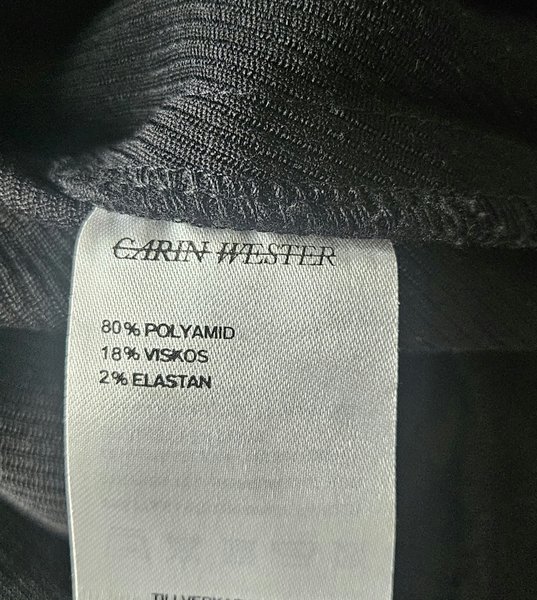 CARIN WESTER
80% POLYAMID
18% VISKOS
2% ELASTAN